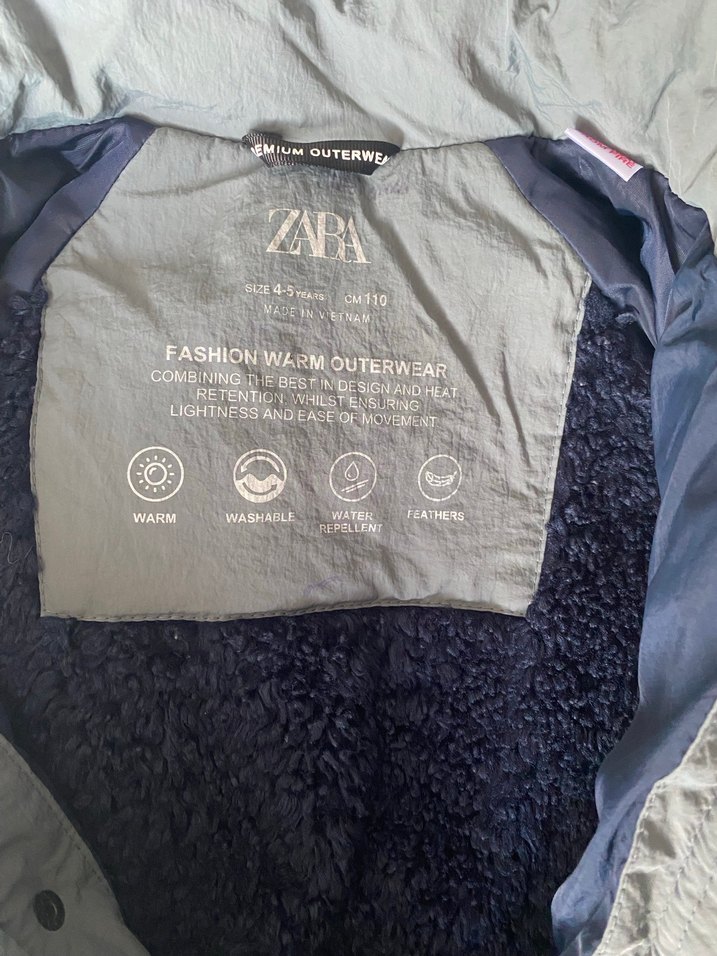 EMIUM OUTERWEA
FIRE
ZARA
SIZE 4-5 YEARS CM 110
MADE IN VIETNAM
FASHION WARM OUTERWEAR
COMBINING THE BEST IN DESIGN AND HEAT
RETENTION; WHILST ENSURING
LIGHTNESS AND EASE OF MOVEMENT
WARM
WASHABLE
WATER
REPELLENT
FEATHERS